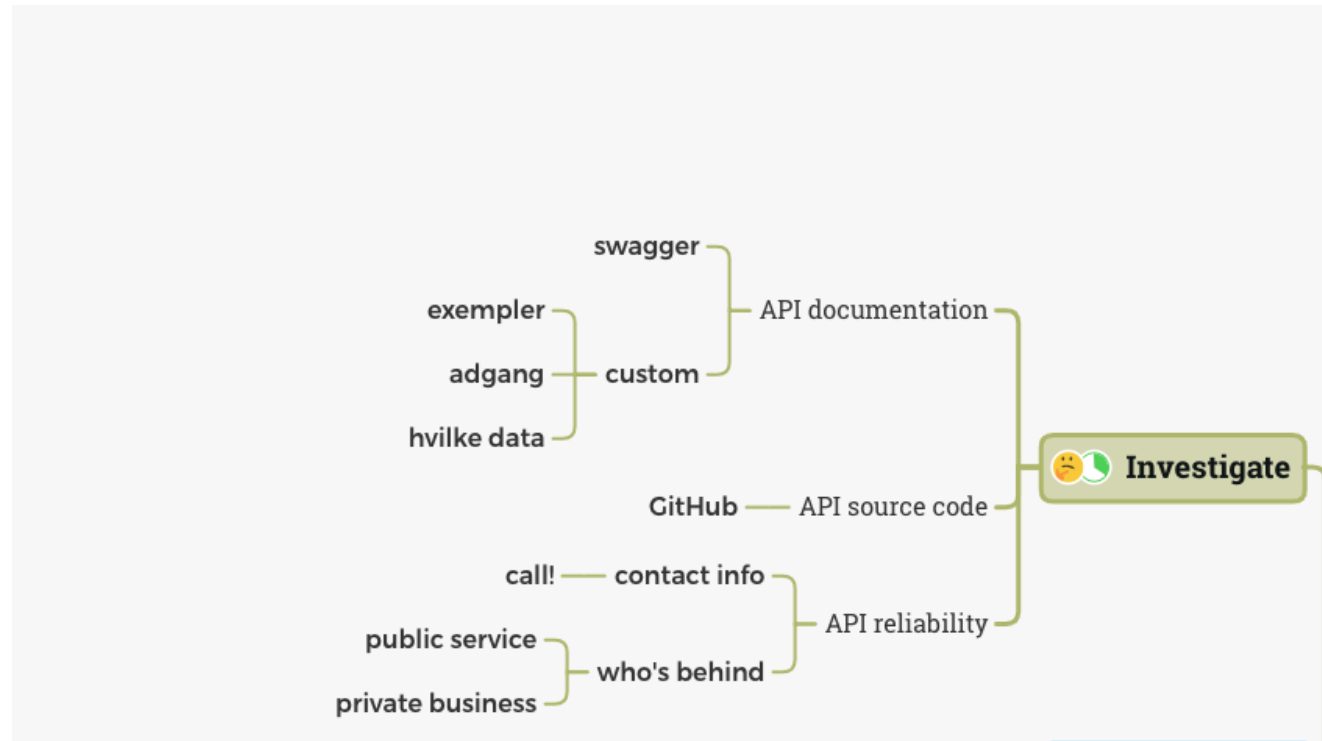 swagger
exempler
API documentation
adgang
custom
hvilke data
Investigate
GitHub
API source code
call!
contact info
API reliability
public service
who's behind
private business